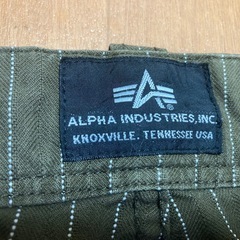 ALPHA INDUSTRIES, INC.
KNOXVILLE, TENNESSEE USA